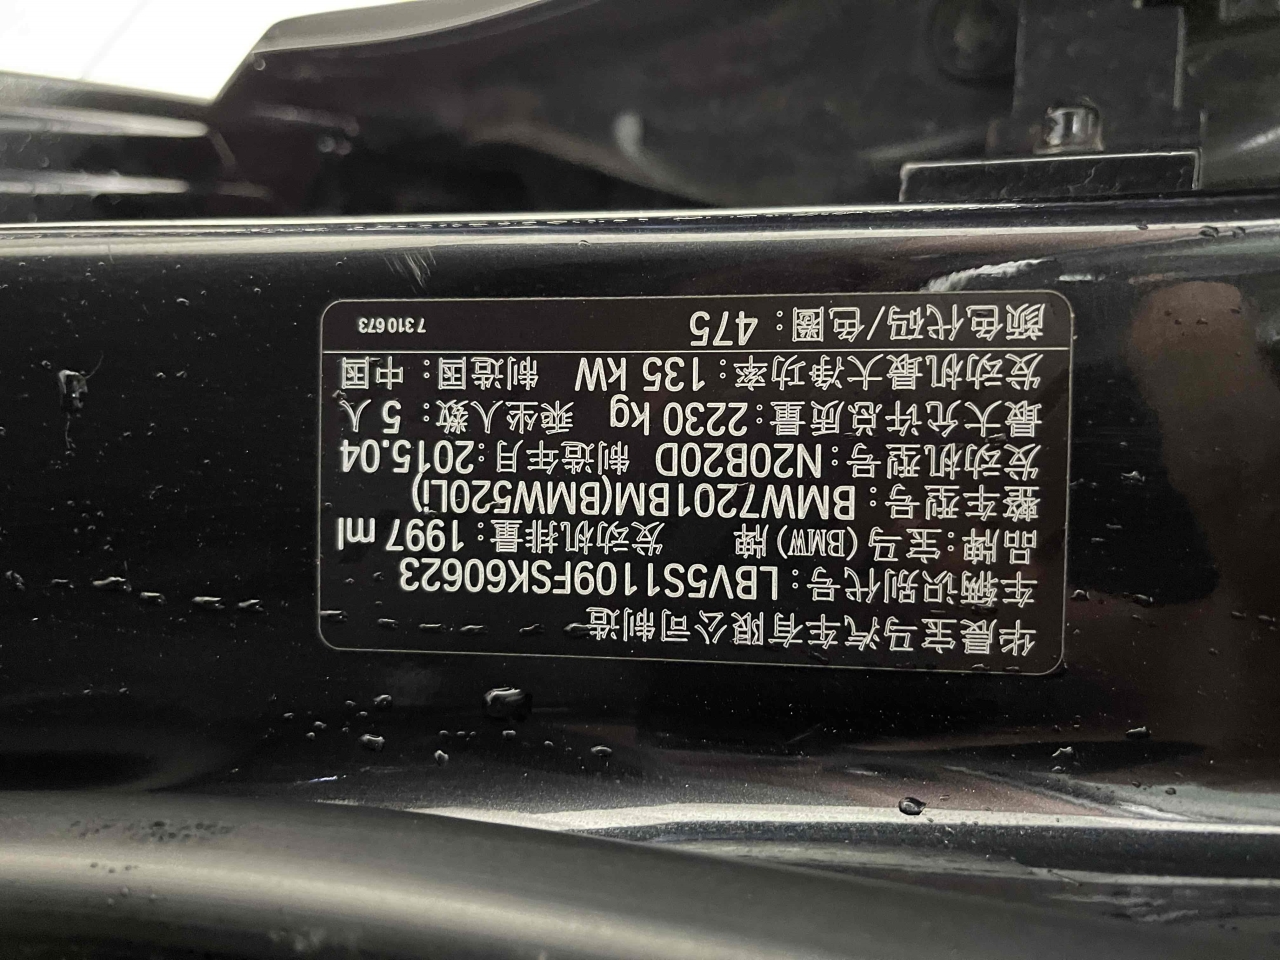 华晨宝马汽车有限公司制造
车辆识别代号：LBV5S1109FSK60623
品牌：宝马（BMW）牌 发动机排量：1997 ml
整车型号：BMW7201BM(BMW520Li)
发动机型号：N20B20D 制造年月：2015.04
最大允许总质量：2230 kg 乘坐人数：5 人
发动机最大净功率：135 kW 制造国：中国
颜色代码/色圈：475 7310673